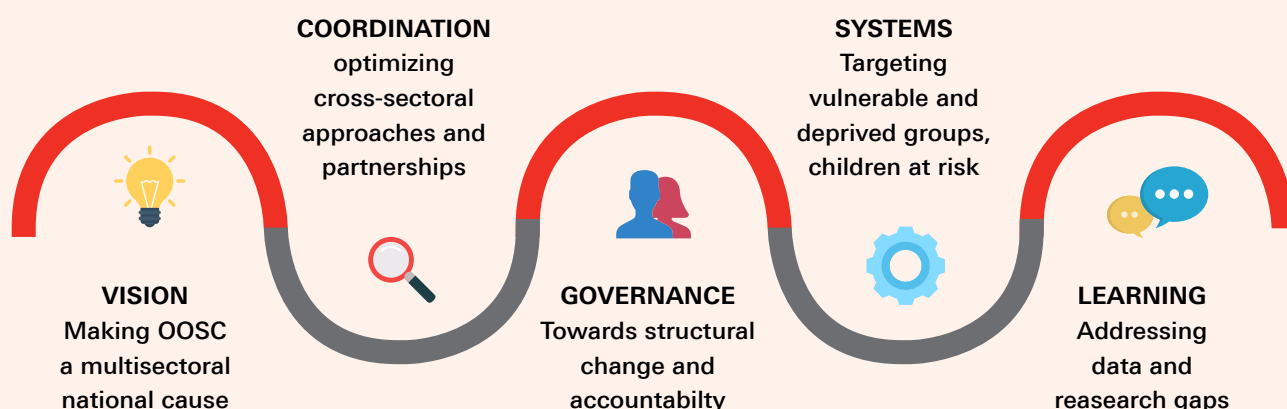 VISION
Making OOSC
a multisectoral
national cause
COORDINATION
optimizing
cross-sectoral
approaches and
partnerships
GOVERNANCE
Towards structural
change and
accountabilty
SYSTEMS
Targeting
vulnerable and
deprived groups,
children at risk
LEARNING
Addressing
data and
reasearch gaps